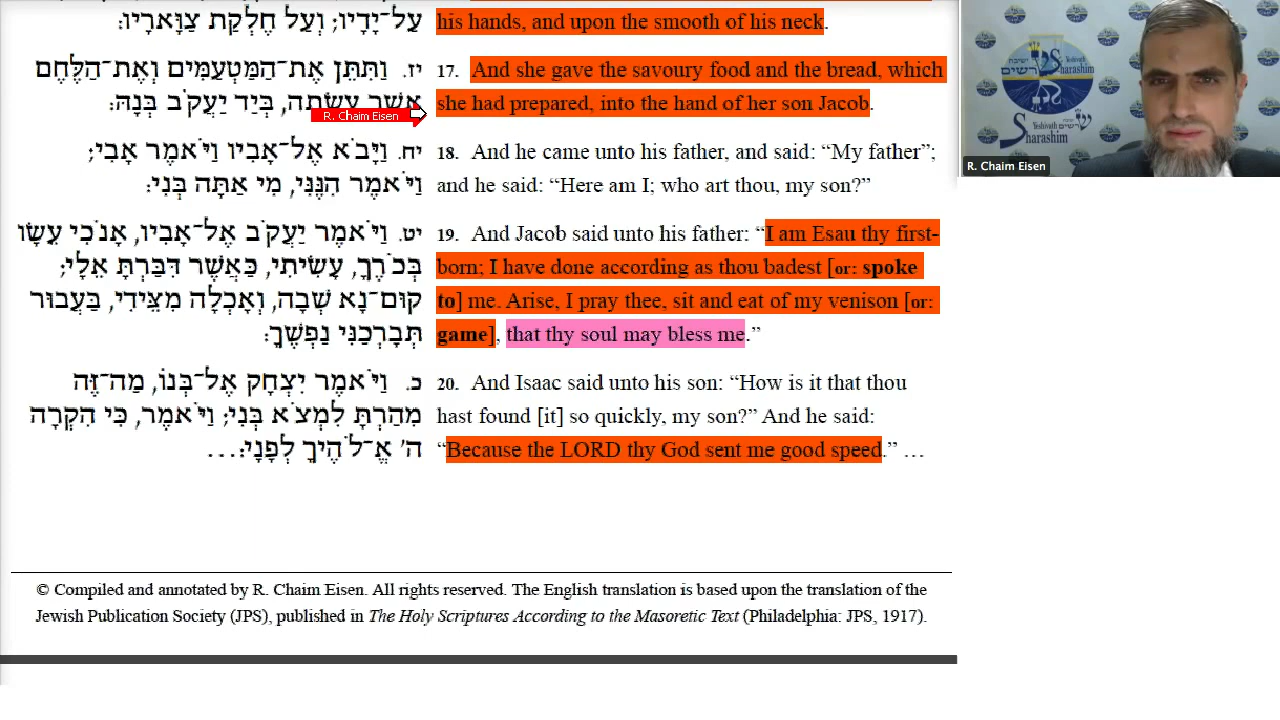 עַל־יָדָיו; וְעַל חֶלְקַת צַוָּארָיו:
his hands, and upon the smooth of his neck.
יז. וַתִּתֵּן אֶת־הַמַּטְעַמִּים וְאֶת־הַלֶּחֶם
אֲשֶׁר עָשָׂתָה, בְּיַד יַעֲקֹב בְּנָהּ:
R. Chaim Eisen
17. And she gave the savoury food and the bread, which
she had prepared, into the hand of her son Jacob.
יח. וַיָּבֹא אֶל־אָבִיו וַיֹּאמֶר אָבִי;
וַיֹּאמֶר הִנֶּנִּי, מִי אַתָּה בְּנִי:
18. And he came unto his father, and said: “My father”;
and he said: “Here am I; who art thou, my son?”
יט. וַיֹּאמֶר יַעֲקֹב אֶל־אָבִיו, אָנֹכִי עֵשָׂו
בְּכֹרֶךָ, עָשִׂיתִי, כַּאֲשֶׁר דִּבַּרְתָּ אֵלָי;
קוּם־נָא שְׁבָה, וְאָכְלָה מִצֵּידִי, בַּעֲבוּר
תְּבָרְכַנִּי נַפְשֶׁךָ:
19. And Jacob said unto his father: “I am Esau thy first-
born; I have done according as thou badest [or: spoke
to] me. Arise, I pray thee, sit and eat of my venison [or:
game], that thy soul may bless me.”
כ. וַיֹּאמֶר יִצְחָק אֶל־בְּנוֹ, מַה־זֶּה
מִהַרְתָּ לִמְצֹא בְּנִי; וַיֹּאמֶר, כִּי הִקְרָה
ה׳ אֱ־לֹהֶיךָ לְפָנָי:…
20. And Isaac said unto his son: “How is it that thou
hast found [it] so quickly, my son?” And he said:
“Because the LORD thy God sent me good speed.” …
© Compiled and annotated by R. Chaim Eisen. All rights reserved. The English translation is based upon the translation of the
Jewish Publication Society (JPS), published in The Holy Scriptures According to the Masoretic Text (Philadelphia: JPS, 1917).
ישיבת
שרשים
Yeshivath
Sharashim
R. Chaim Eisen